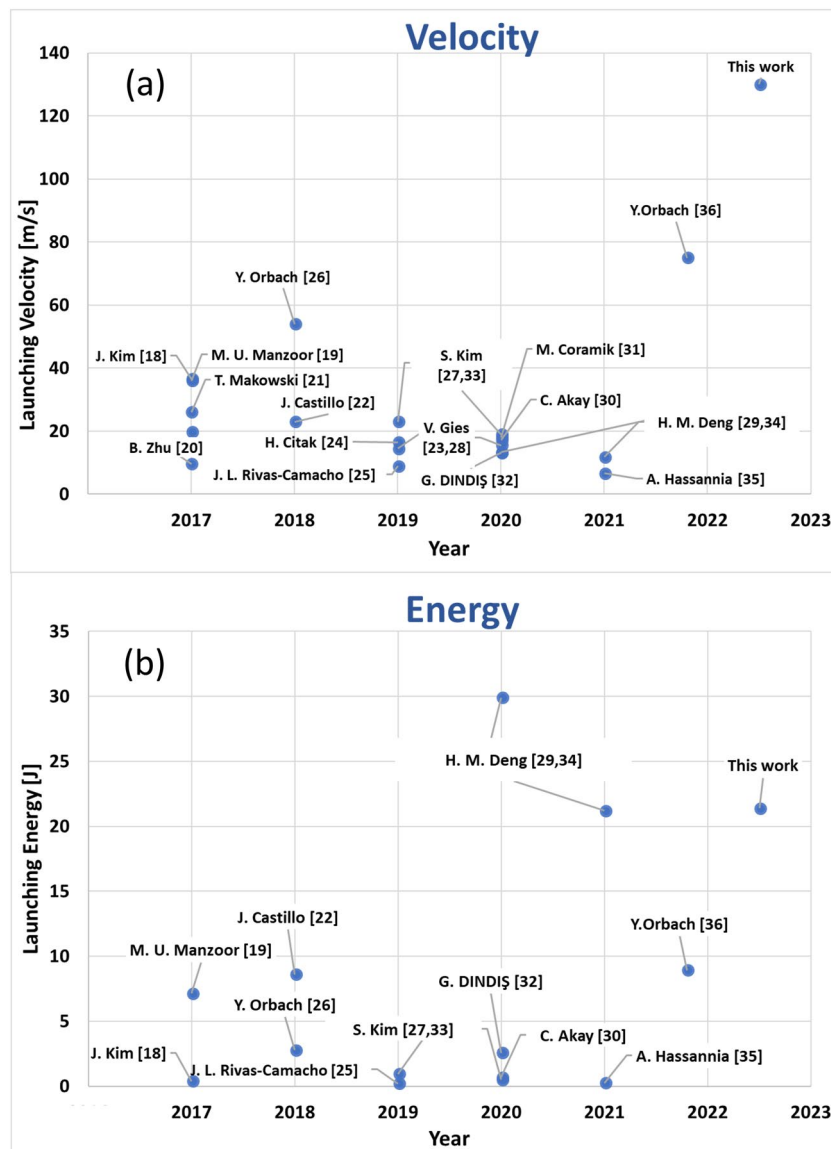 Velocity
(a)
Launching Velocity [m/s]
140
120
100
80
60
40
20
0
This work
Y.Orbach [36]
Y. Orbach [26]
J. Kim [18]
M. U. Manzoor [19]
T. Makowski [21]
B. Zhu [20]
J. Castillo [22]
H. Citak [24]
J. L. Rivas-Camacho [25]
S. Kim
[27,33]
V. Gies
[23,28]
G. DINDIŞ [32]
M. Coramik [31]
C. Akay [30]
H. M. Deng [29,34]
A. Hassannia [35]
2017 2018 2019 2020 2021 2022 2023
Year
Energy
(b)
Launching Energy [J]
35
30
25
20
15
10
5
0
H. M. Deng [29,34]
This work
J. Castillo [22]
M. U. Manzoor [19]
Y.Orbach [36]
G. DINDIŞ [32]
Y. Orbach [26]
S. Kim [27,33]
C. Akay [30]
J. Kim [18]
J. L. Rivas-Camacho [25]
A. Hassannia [35]
2017 2018 2019 2020 2021 2022 2023
Year